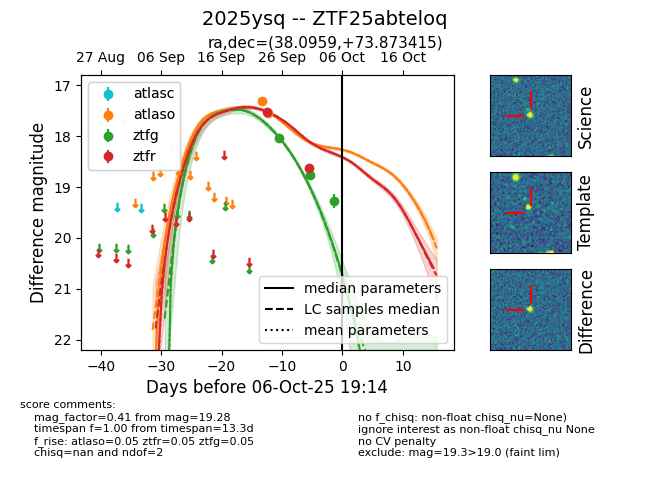 2025ysq -- ZTF25abteloq
ra,dec=(38.0959,+73.873415)
27 Aug 06 Sep 16 Sep 26 Sep 06 Oct 16 Oct
atlasc
atlaso
ztfg
ztfr
17
18
19
20
21
22
Difference magnitude
median parameters
LC samples median
mean parameters
−40 −30 −20 −10 0 10
Days before 06-Oct-25 19:14
Science
Template
Difference
score comments:
mag_factor=0.41 from mag=19.28
timespan f=1.00 from timespan=13.3d
f_rise: atlaso=0.05 ztfr=0.05 ztfg=0.05
chisq=nan and ndof=2
no f_chisq: non-float chisq_nu=None)
ignore interest as non-float chisq_nu None
no CV penalty
exclude: mag=19.3>19.0 (faint lim)